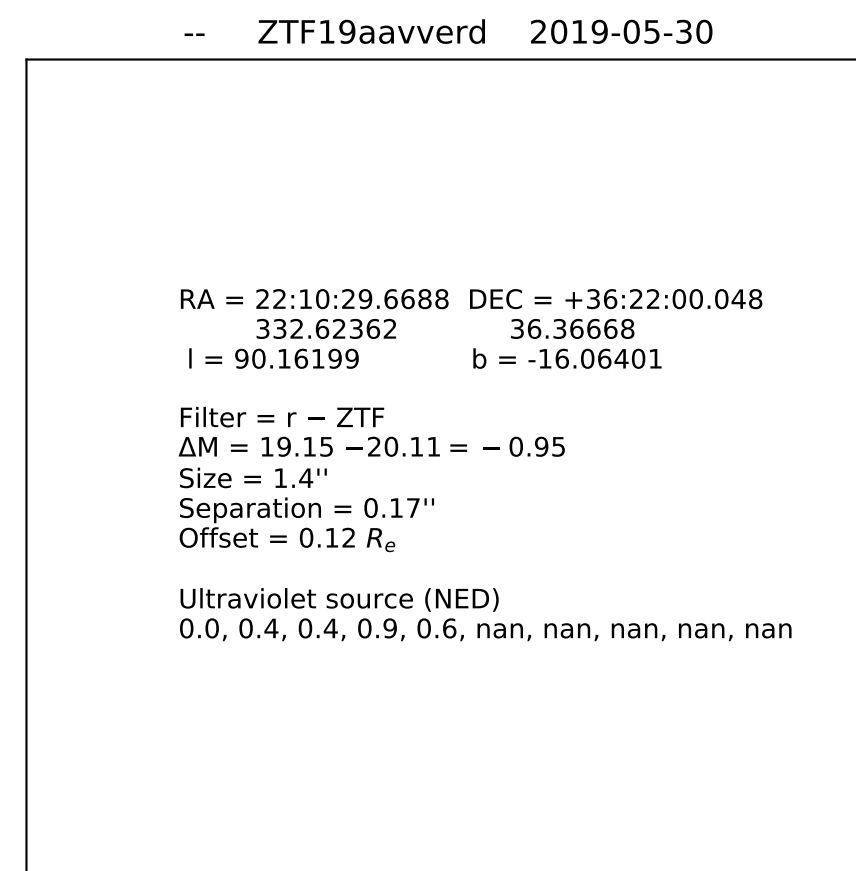 -- ZTF19aavverd 2019-05-30
RA = 22:10:29.6688 DEC = +36:22:00.048
332.62362 36.36668
l = 90.16199 b = -16.06401
Filter = r − ZTF
ΔM = 19.15 −20.11 = − 0.95
Size = 1.4''
Separation = 0.17''
Offset = 0.12 Re
Ultraviolet source (NED)
0.0, 0.4, 0.4, 0.9, 0.6, nan, nan, nan, nan, nan